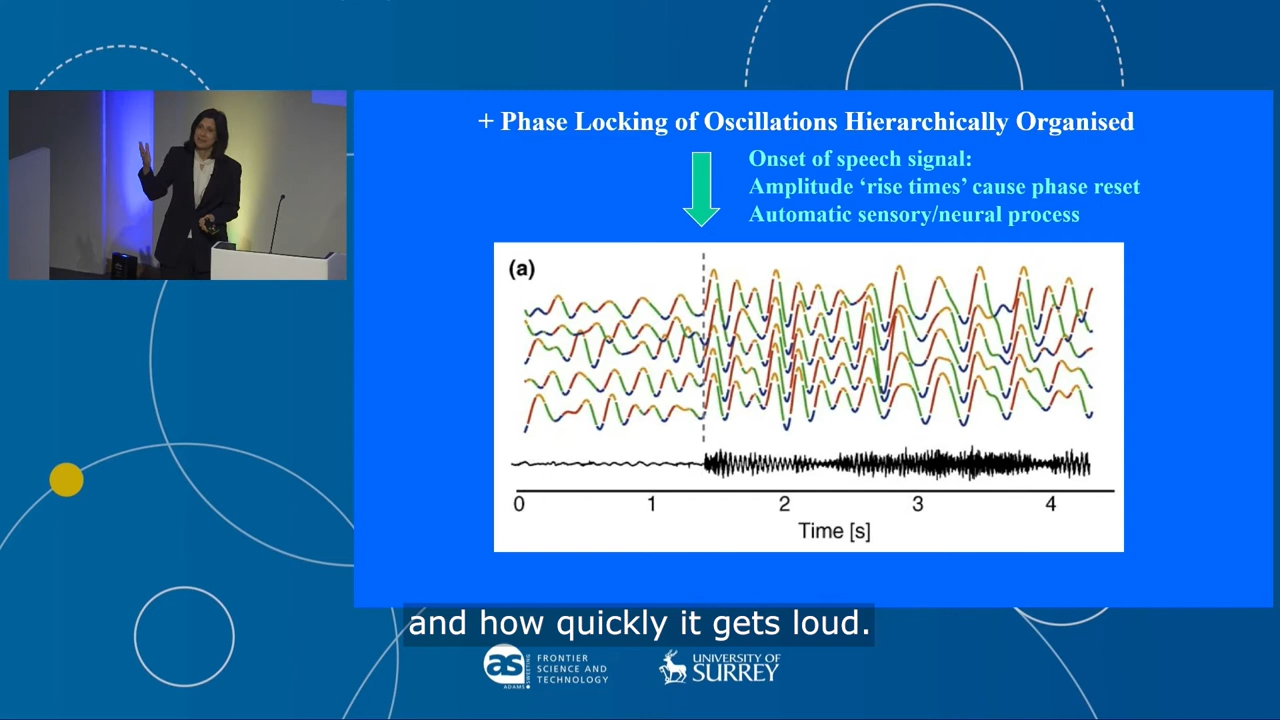 + Phase Locking of Oscillations Hierarchically Organised
Onset of speech signal:
Amplitude ‘rise times’ cause phase reset
Automatic sensory/neural process
(a)
0 1 2 3 4
Time [s]
and how quickly it gets loud.
as
ADAMS
SWEETING
FRONTIER
SCIENCE AND
TECHNOLOGY
UNIVERSITY OF
SURREY